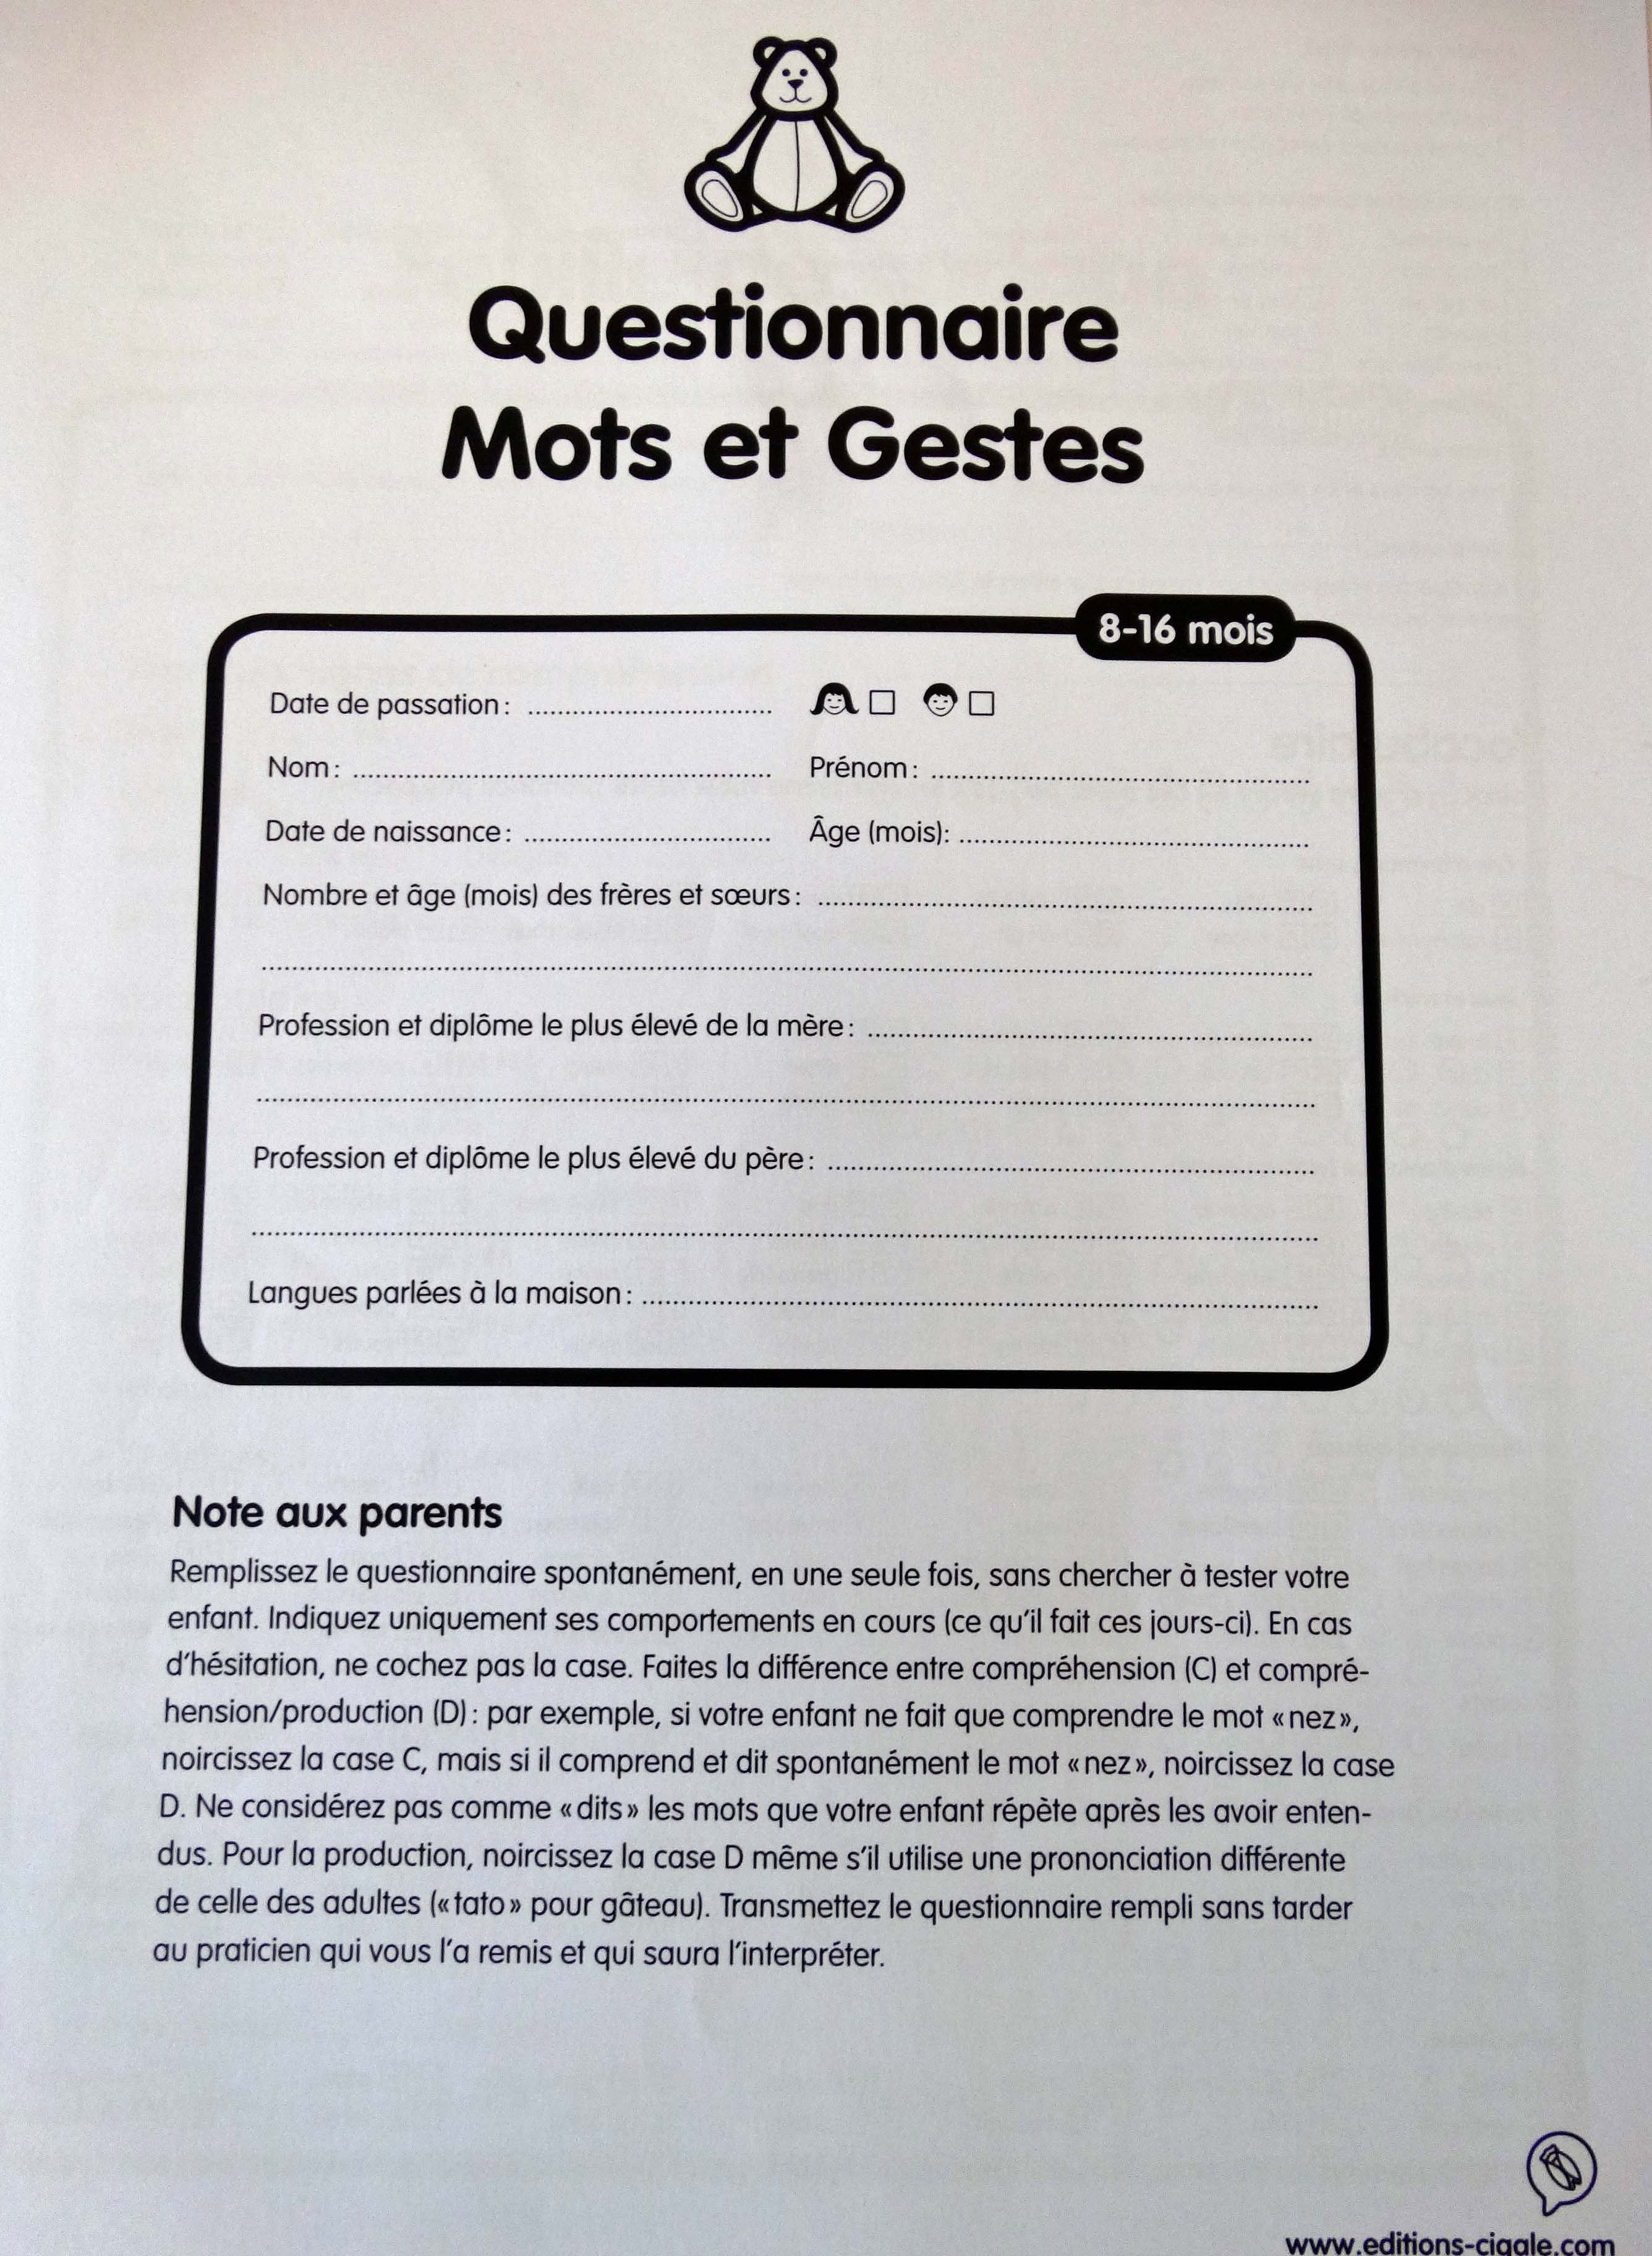 Questionnaire
Mots et Gestes
8-16 mois
Date de passation : ........................
Nom : ........................ Prénom : ........................
Date de naissance : ........................ Âge (mois): ........................
Nombre et âge (mois) des frères et sœurs : ........................
........................
Profession et diplôme le plus élevé de la mère : ........................
........................
Profession et diplôme le plus élevé du père : ........................
........................
Langues parlées à la maison : ........................
Note aux parents
Remplissez le questionnaire spontanément, en une seule fois, sans chercher à tester votre
enfant. Indiquez uniquement ses comportements en cours (ce qu'il fait ces jours-ci). En cas
d'hésitation, ne cochez pas la case. Faites la différence entre compréhension (C) et compré-
hension/production (D) : par exemple, si votre enfant ne fait que comprendre le mot « nez »,
noircissez la case C, mais si il comprend et dit spontanément le mot « nez », noircissez la case
D. Ne considérez pas comme « dits » les mots que votre enfant répète après les avoir enten-
dus. Pour la production, noircissez la case D même s'il utilise une prononciation différente
de celle des adultes (« tato » pour gâteau). Transmettez le questionnaire rempli sans tarder
au praticien qui vous l'a remis et qui saura l'interpréter.
www.editions-cigale.com